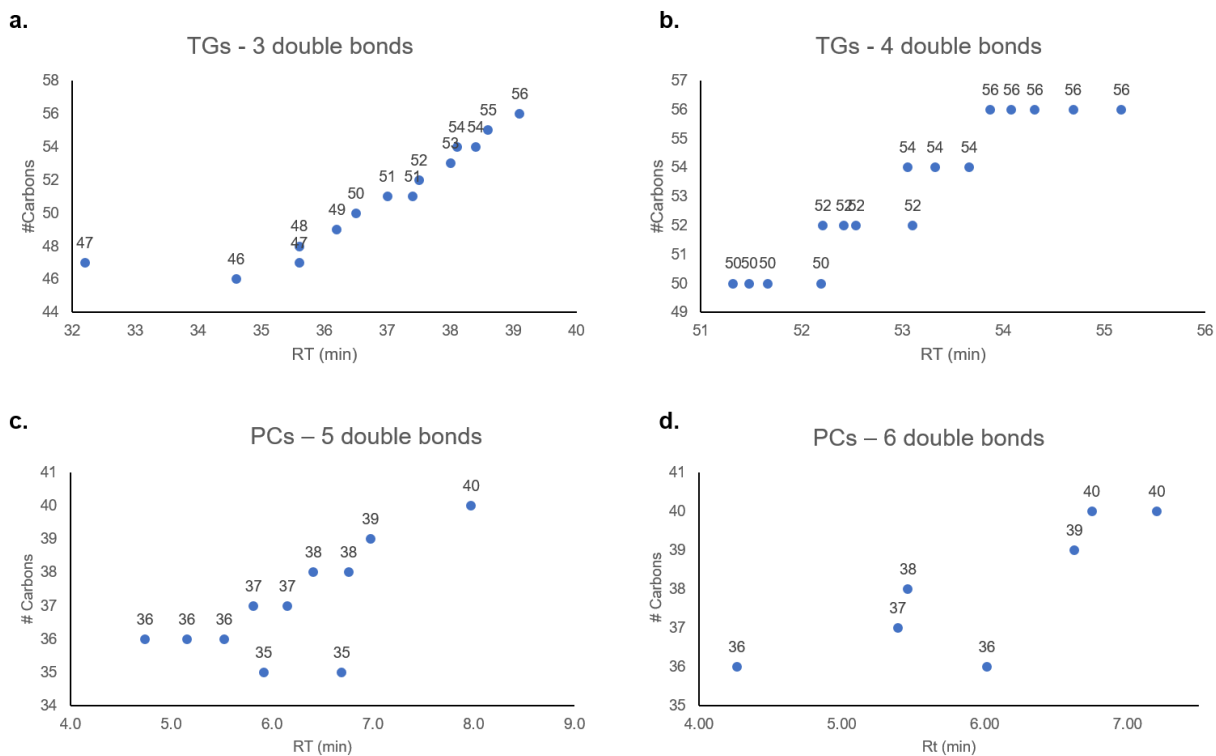 a.
TGs - 3 double bonds
58
56
54
52
50
48
46
44
#Carbons
47
46
48
47
49
50
51
51
52
53
54
54
55
56
32 33 34 35 36 37 38 39 40
RT (min)
b.
TGs - 4 double bonds
57
56
55
54
53
52
51
50
49
#Carbons
56 56 56 56 56
54 54 54
52 52 52 52
50 50 50 50
51 52 53 54 55 56
RT (min)
c.
PCs – 5 double bonds
41
40
39
38
37
36
35
34
# Carbons
40
39
38 38
37 37
36 36 36
35 35
4.0 5.0 6.0 7.0 8.0 9.0
RT (min)
d.
PCs – 6 double bonds
41
40
39
38
37
36
35
# Carbons
40 40
39
38
37
36 36
4.00 5.00 6.00 7.00
Rt (min)